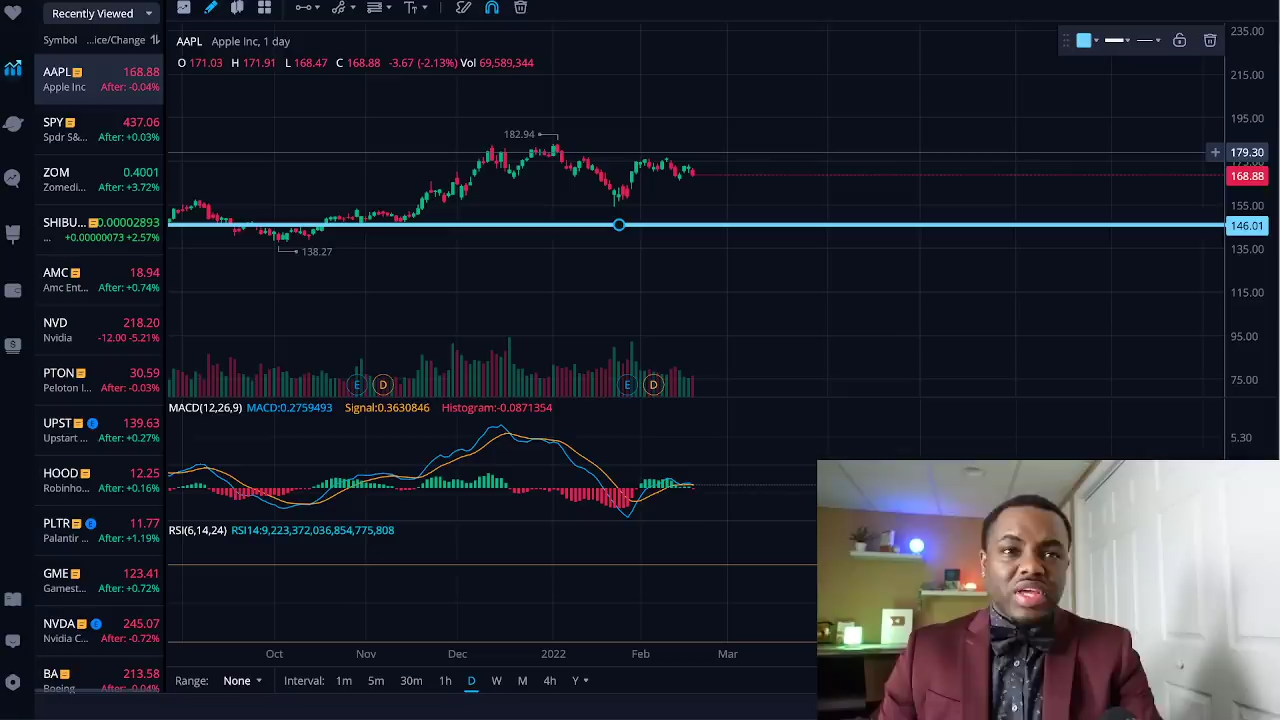 Recently Viewed
Symbol ...ice/Change
AAPL 168.88
Apple Inc After: -0.04%
SPY 437.06
Spdr S&... After: +0.03%
ZOM 0.4001
Zomedi... After: +3.72%
SHIBU... 0.00002893
... +0.00000073 +2.57%
AMC 18.94
Amc Ent... After: +0.74%
NVD 218.20
Nvidia -12.00 -5.21%
PTON 30.59
Peloton I... After: -0.03%
UPST E 139.63
Upstart ... After: +0.27%
HOOD 12.25
Robinho... After: +0.16%
PLTR E 11.77
Palantir ... After: +1.19%
GME 123.41
Gamest... After: +0.72%
NVDA E 245.07
Nvidia C... After: -0.72%
BA 213.58
Boeing After: -0.04%
AAPL Apple Inc, 1 day
O 171.03 H 171.91 L 168.47 C 168.88 -3.67 (-2.13%) Vol 69,589,344
182.94
138.27
235.00
215.00
195.00
179.30
175.00
168.88
155.00
146.01
135.00
115.00
95.00
75.00
E D E D
MACD(12,26,9) MACD:0.2759493 Signal:0.3630846 Histogram:-0.0871354
5.30
RSI(6,14,24) RSI14:9,223,372,036,854,775,808
Oct Nov Dec 2022 Feb Mar
Range: None Interval: 1m 5m 30m 1h D W M 4h Y